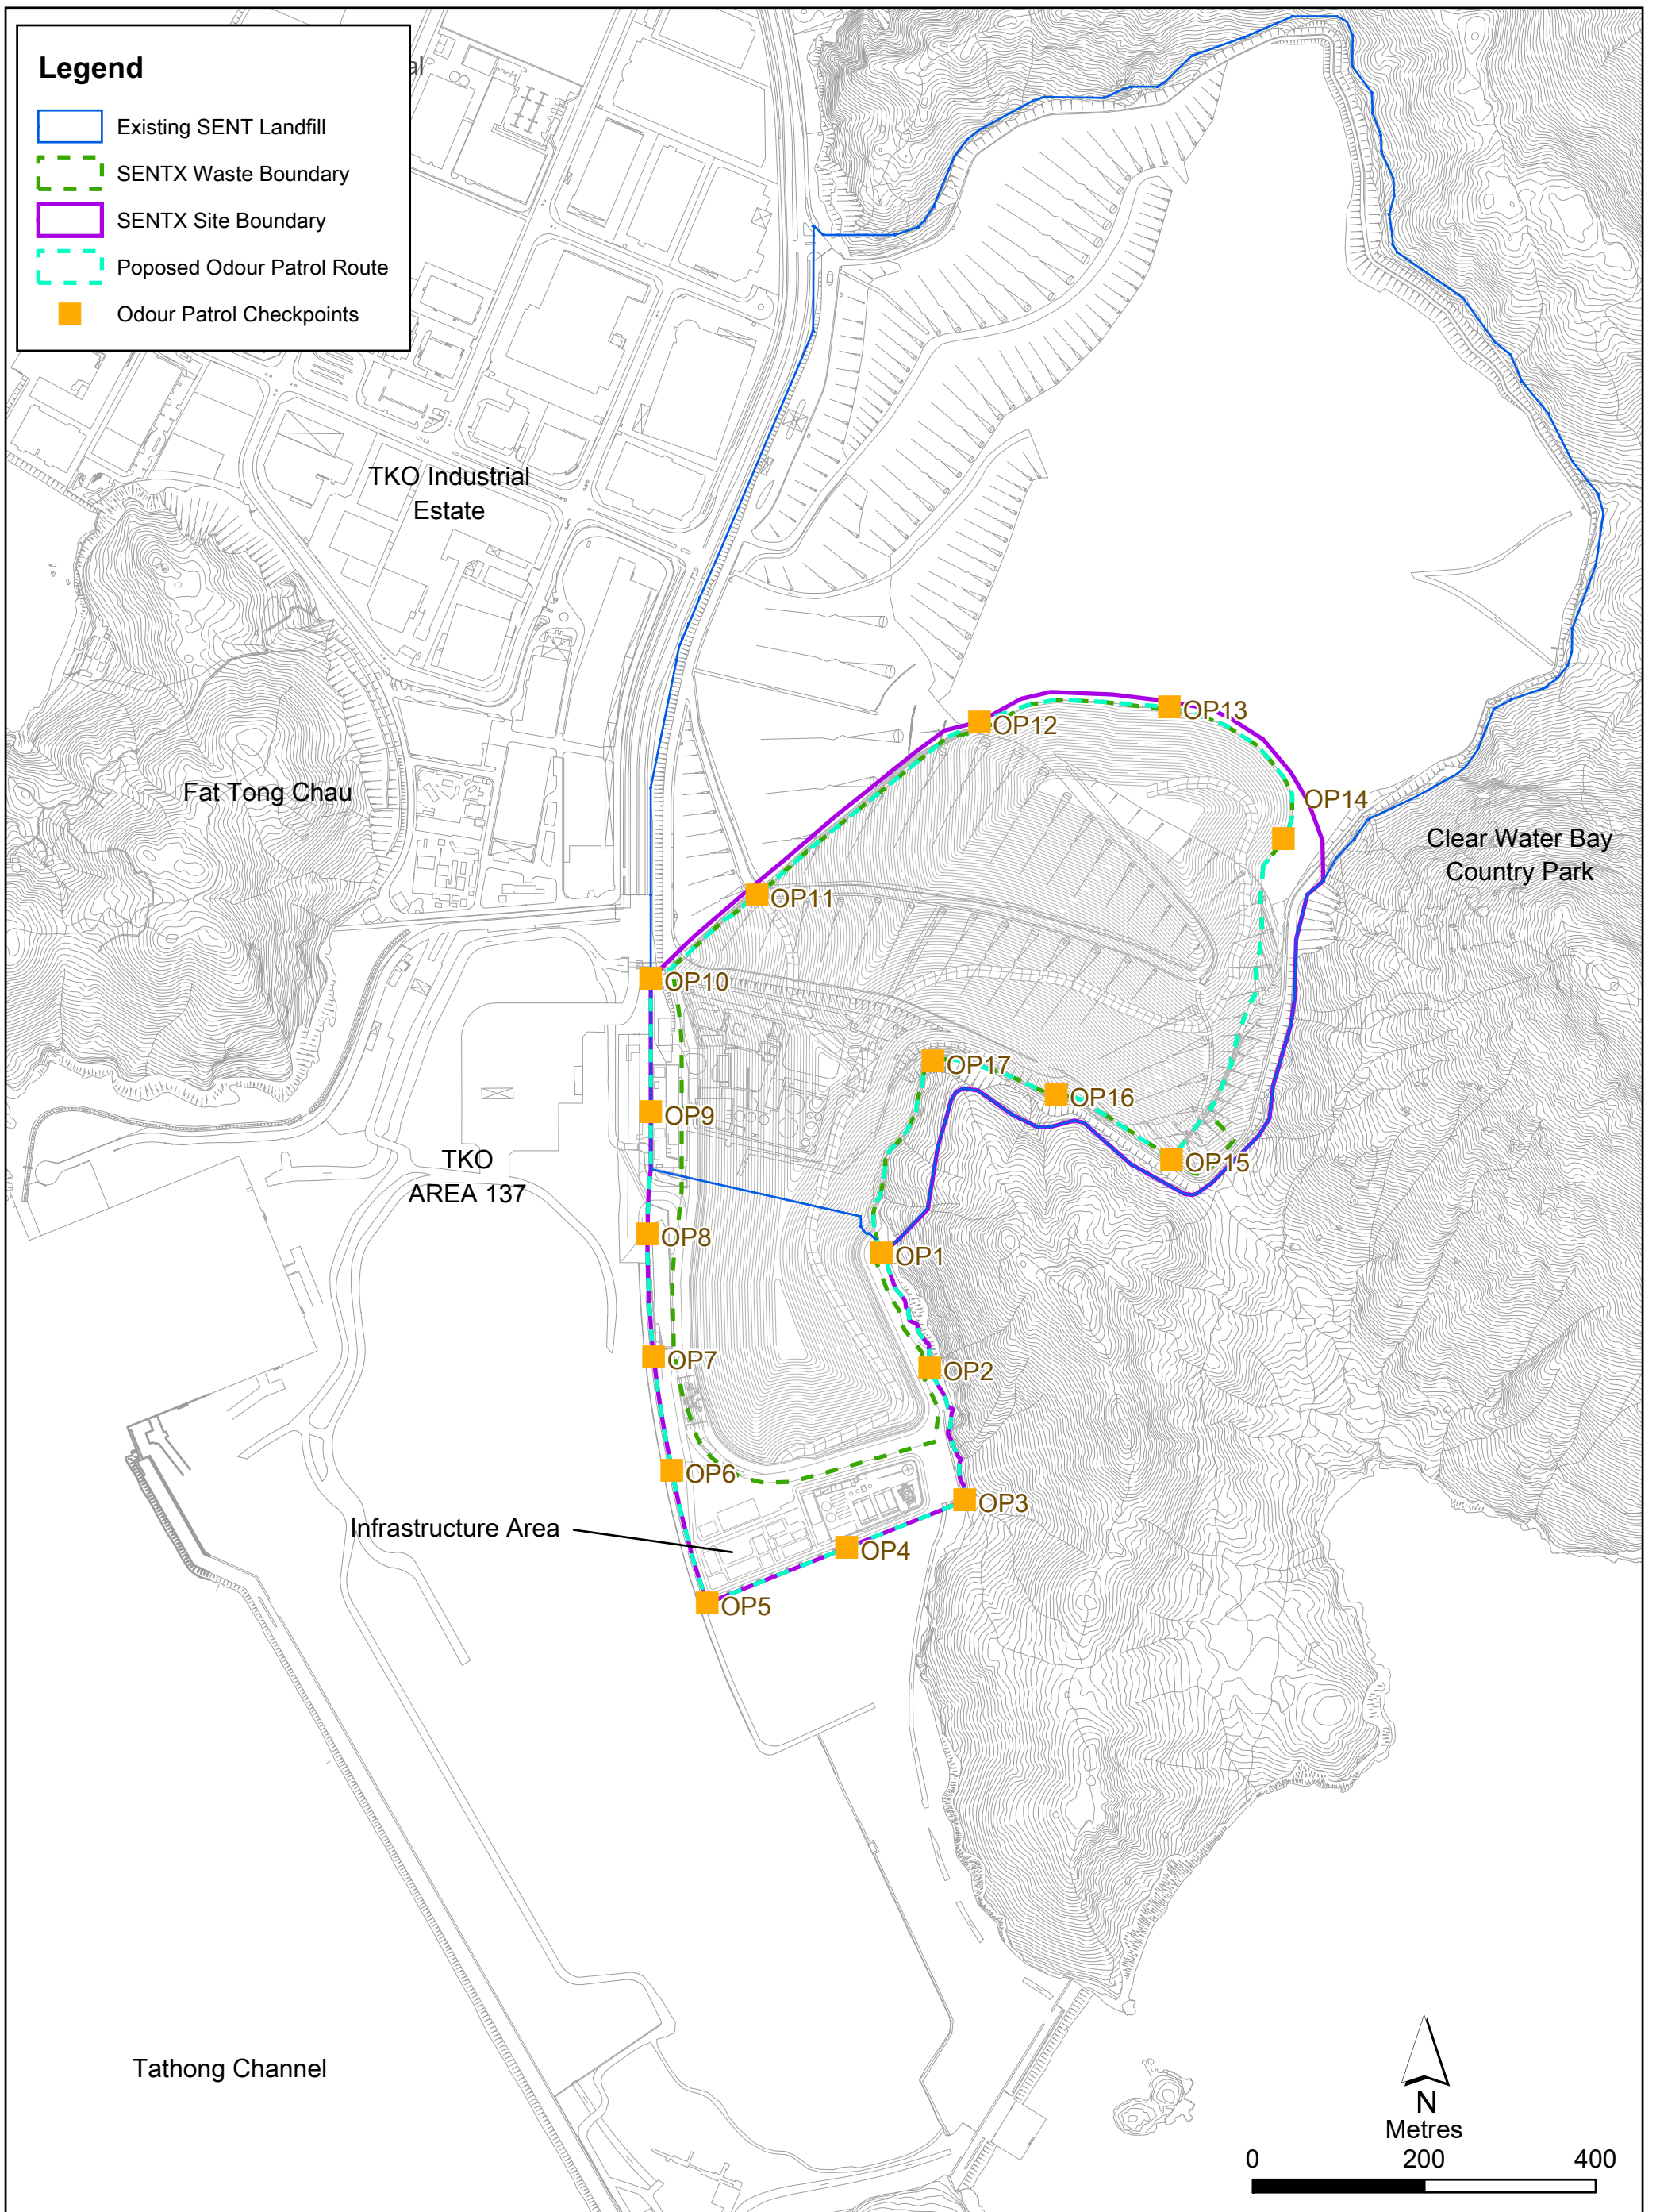 Legend
al
Existing SENT Landfill
SENTX Waste Boundary
SENTX Site Boundary
Poposed Odour Patrol Route
Odour Patrol Checkpoints
TKO Industrial
Estate
Fat Tong Chau
OP13
OP12
OP14
Clear Water Bay
Country Park
OP11
OP10
OP17
OP16
OP9
TKO
AREA 137
OP15
OP8
OP1
OP7
OP2
OP6
OP3
Infrastructure Area
OP4
OP5
Tathong Channel
N
Metres
0 200 400